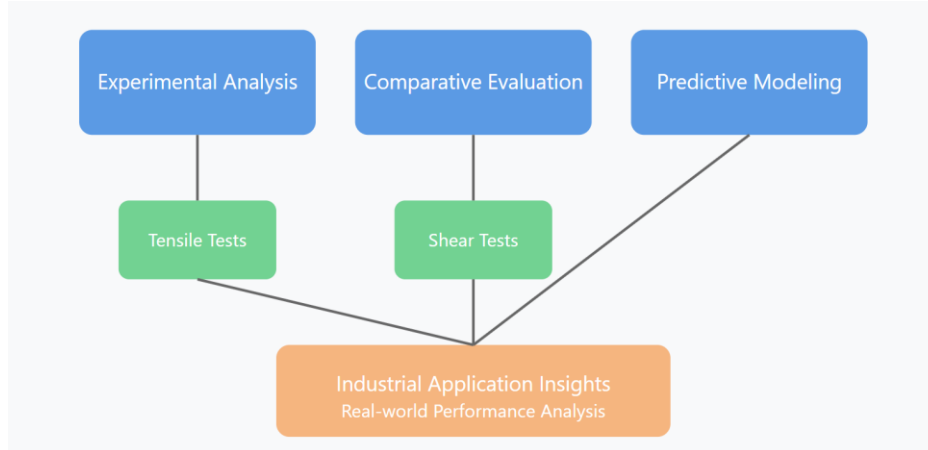 Experimental Analysis
Comparative Evaluation
Predictive Modeling
Tensile Tests
Shear Tests
Industrial Application Insights
Real-world Performance Analysis